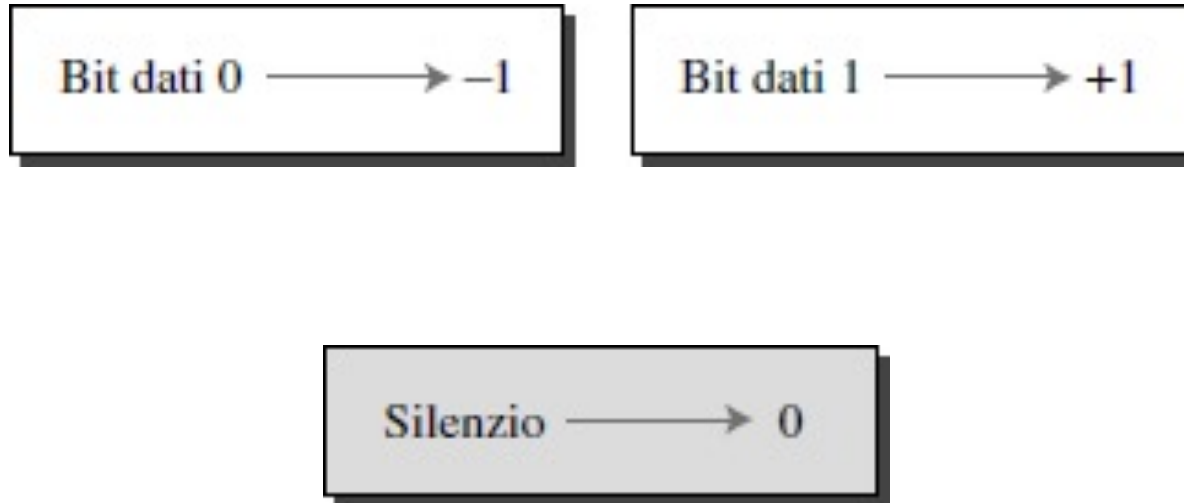 Bit dati 0 → –1
Bit dati 1 → +1
Silenzio → 0